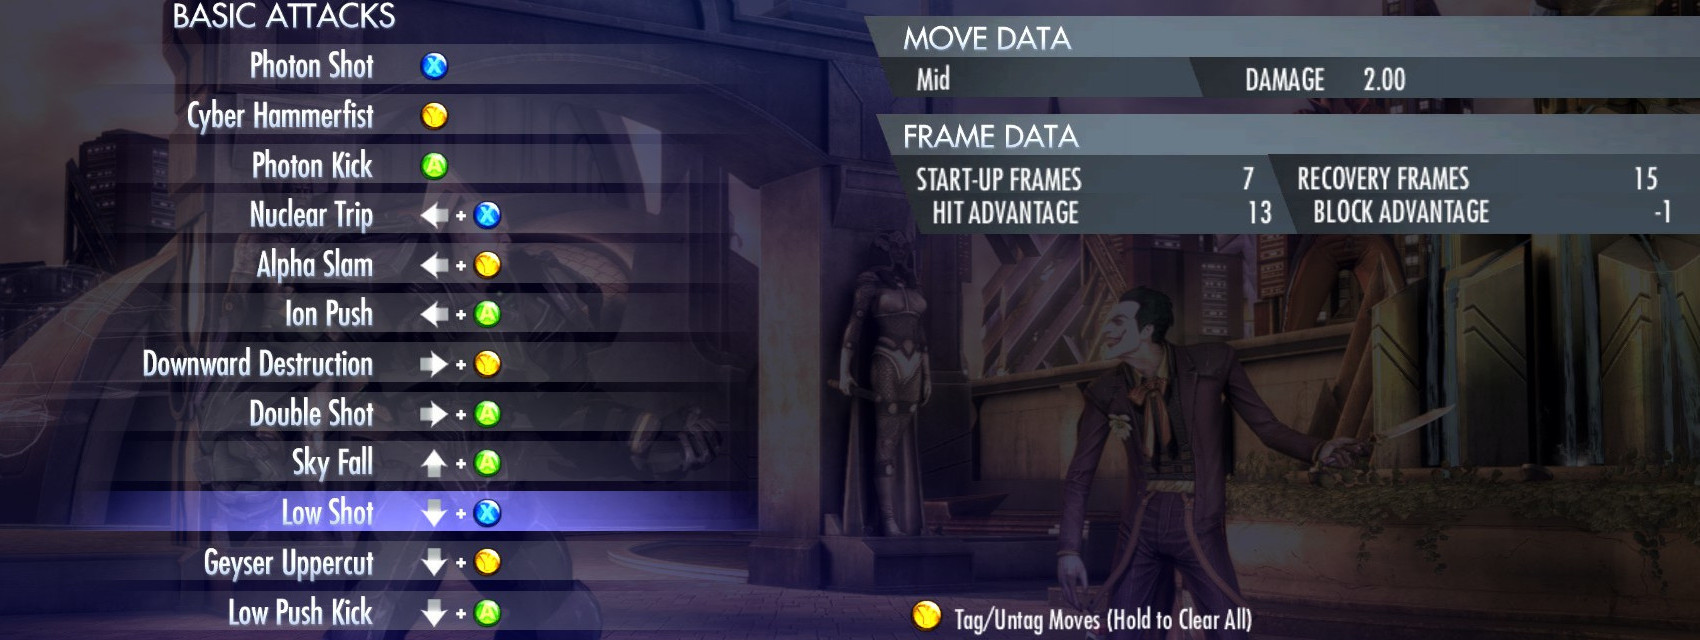 BASIC ATTACKS
Photon Shot X
Cyber Hammerfist Y
Photon Kick A
Nuclear Trip + X
Alpha Slam + Y
Ion Push + A
Downward Destruction + Y
Double Shot + A
Sky Fall + A
Low Shot + X
Geyser Uppercut + Y
Low Push Kick + A
MOVE DATA
Mid DAMAGE 2.00
FRAME DATA
START-UP FRAMES 7 RECOVERY FRAMES 15
HIT ADVANTAGE 13 BLOCK ADVANTAGE -1
Y Tag/Untag Moves (Hold to Clear All)